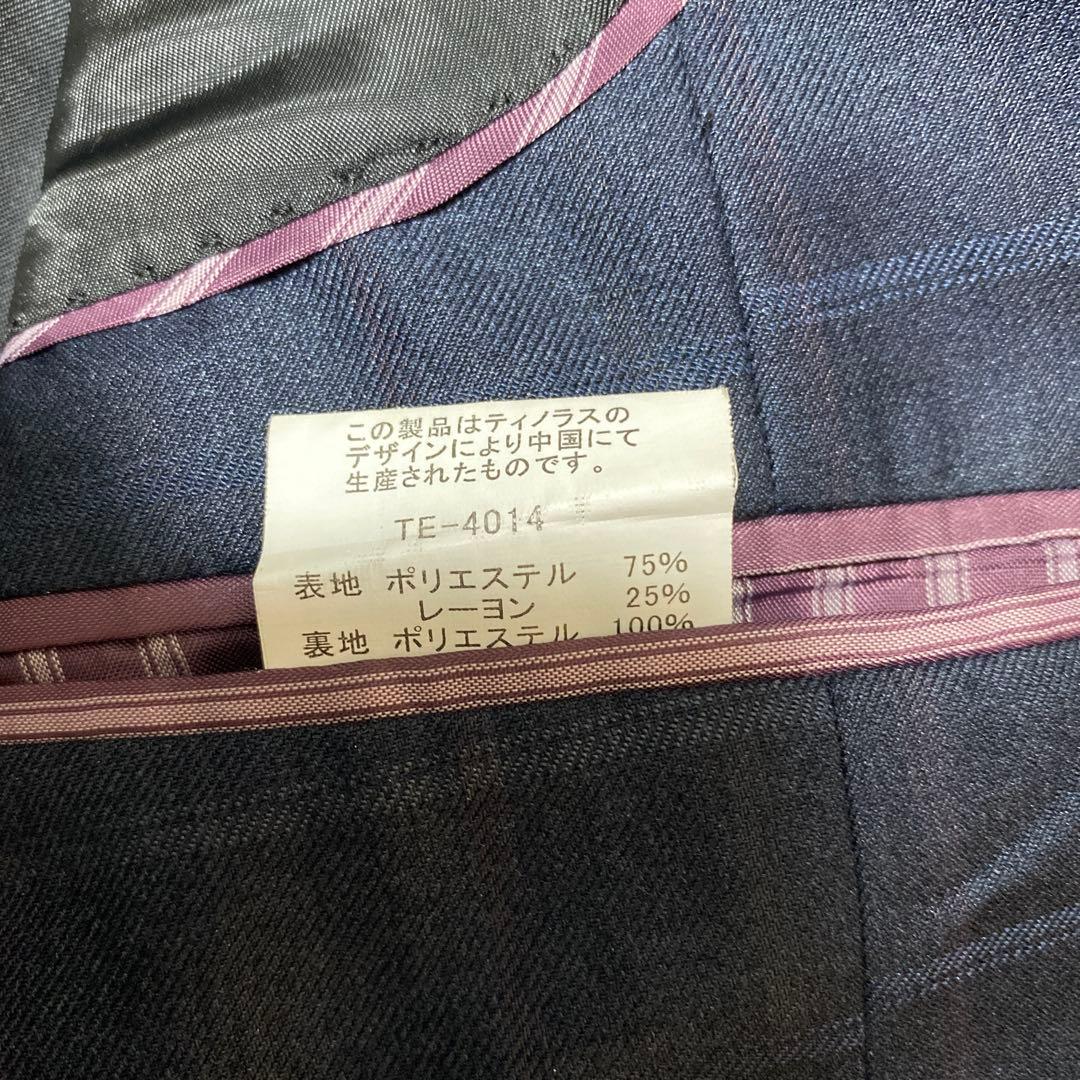 この製品はティノラスの
デザインにより中国にて
生産されたものです。
TE-4014
表地 ポリエステル 75%
レーヨン 25%
裏地 ポリエステル 100%